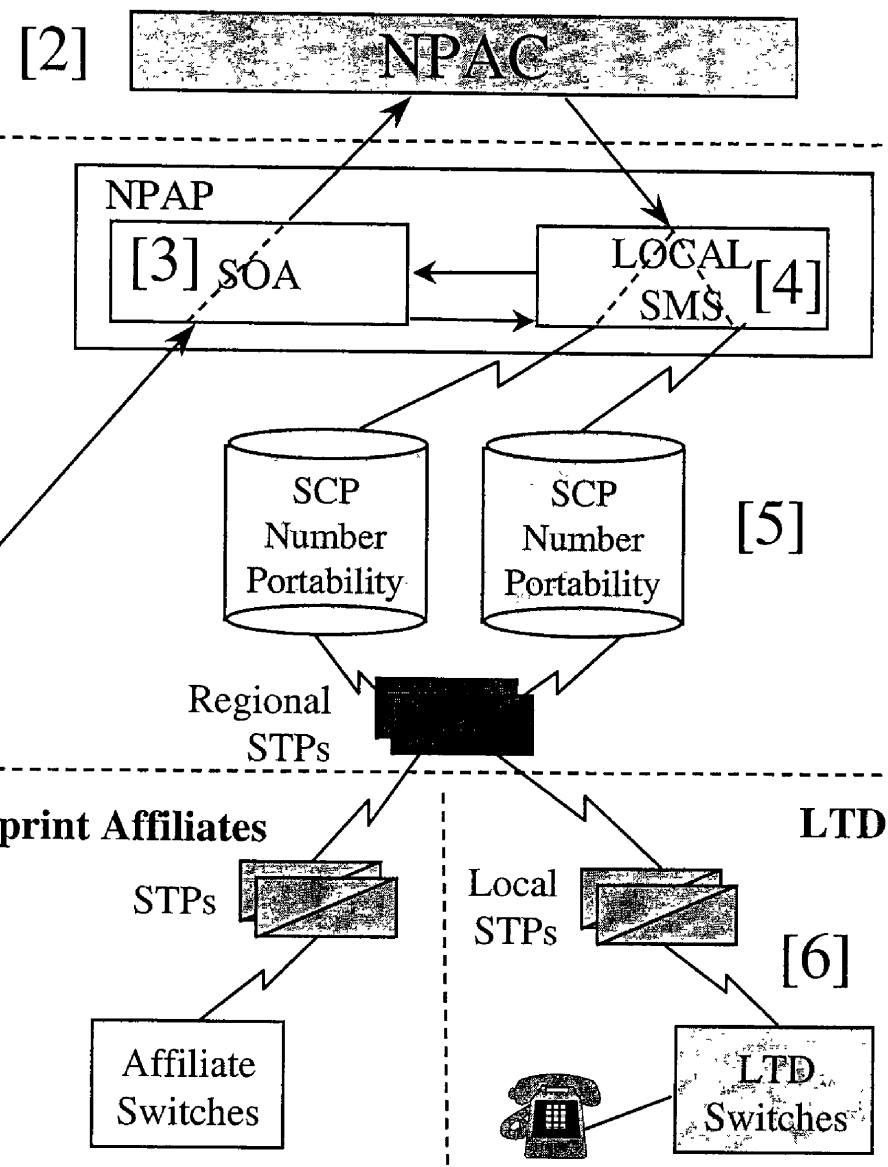 [2]
NPAC
NPAP
[3]
SOA
LOCAL
SMS
[4]
SCP
Number
Portability
SCP
Number
Portability
[5]
Regional
STPs
print Affiliates
LTD
STPs
Local
STPs
[6]
Affiliate
Switches
LTD
Switches